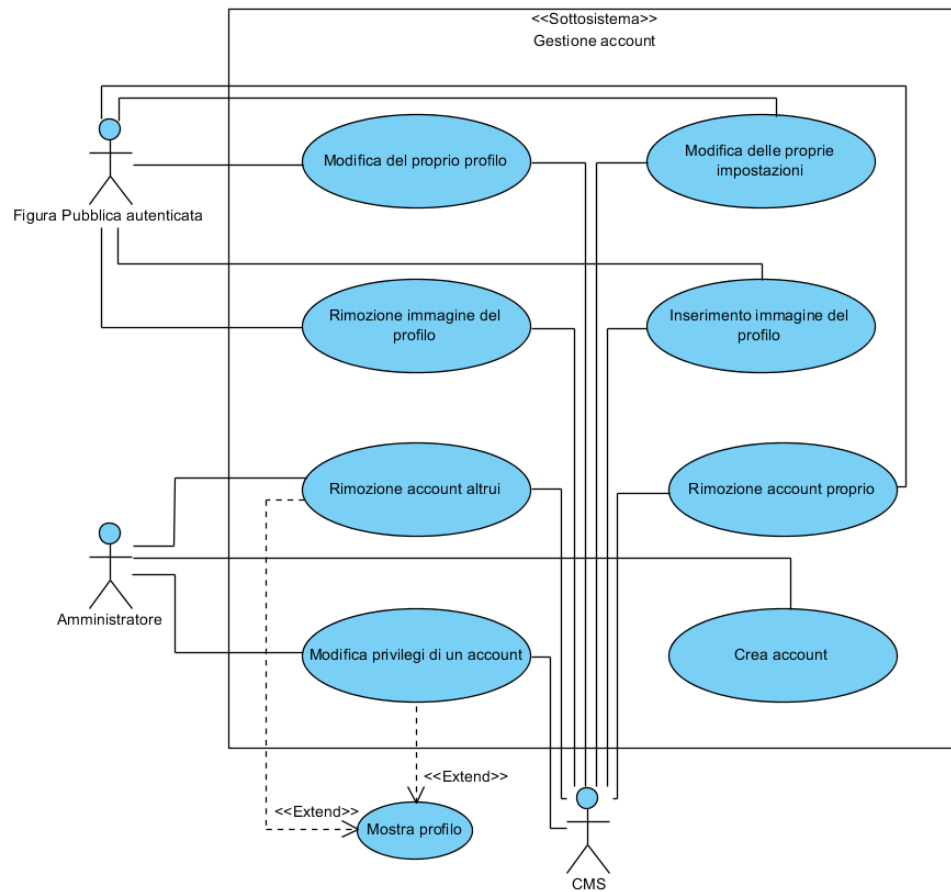 <<Sottosistema>>
Gestione account
Modifica del proprio profilo
Modifica delle proprie
impostazioni
Figura Pubblica autenticata
Rimozione immagine del
profilo
Inserimento immagine del
profilo
Rimozione account altrui
Rimozione account proprio
Amministratore
Modifica privilegi di un account
Crea account
<<Extend>>
<<Extend>>
Mostra profilo
CMS